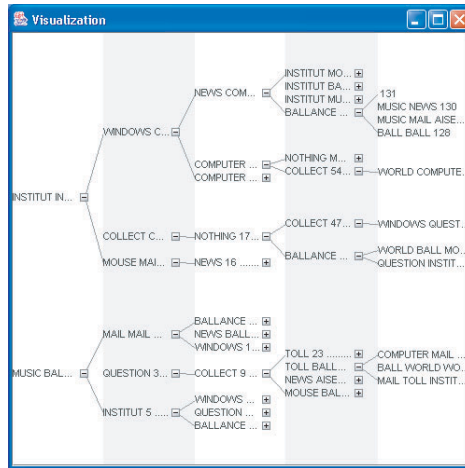 Visualization
INSTITUT MO...
INSTITUT BA...
INSTITUT MU...
NEWS COM...
BALLANCE ...
131
MUSIC NEWS 130
MUSIC MAIL AISE...
BALL BALL 128
WINDOWS C...
COMPUTER ...
NOTHING M...
COLLECT 54...
WORLD COMPUTE...
COMPUTER ...
INSTITUT IN...
COLLECT C...
NOTHING 17...
COLLECT 47...
WINDOWS QUEST...
BALLANCE ...
WORLD BALL MO...
QUESTION INSTIT...
MOUSE MAI...
NEWS 16 ......
MAIL MAIL ...
BALLANCE ...
NEWS BALL...
WINDOWS 1...
MUSIC BAL...
QUESTION 3...
COLLECT 9 ...
TOLL 23 .........
TOLL BALL...
NEWS AISE...
MOUSE BAL...
COMPUTER MAIL ...
BALL WORLD WO...
MAIL TOLL INSTIT...
INSTITUT 5 .....
WINDOWS ...
QUESTION ...
BALLANCE ...